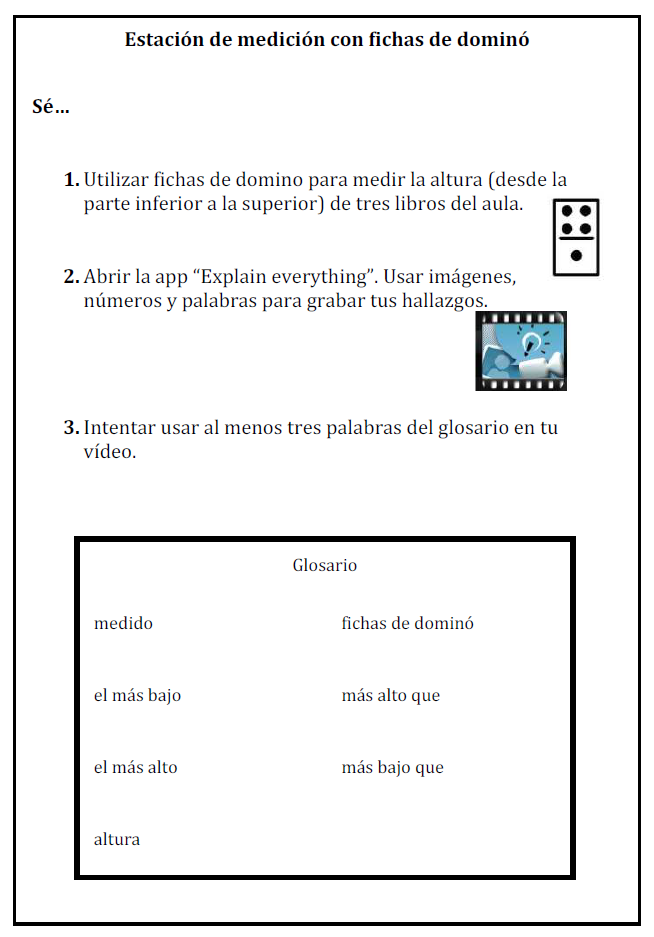 Estación de medición con fichas de dominó
Sé...
1. Utilizar fichas de domino para medir la altura (desde la
parte inferior a la superior) de tres libros del aula.
2. Abrir la app “Explain everything”. Usar imágenes,
números y palabras para grabar tus hallazgos.
3. Intentar usar al menos tres palabras del glosario en tu
vídeo.
Glosario
medido fichas de dominó
el más bajo más alto que
el más alto más bajo que
altura